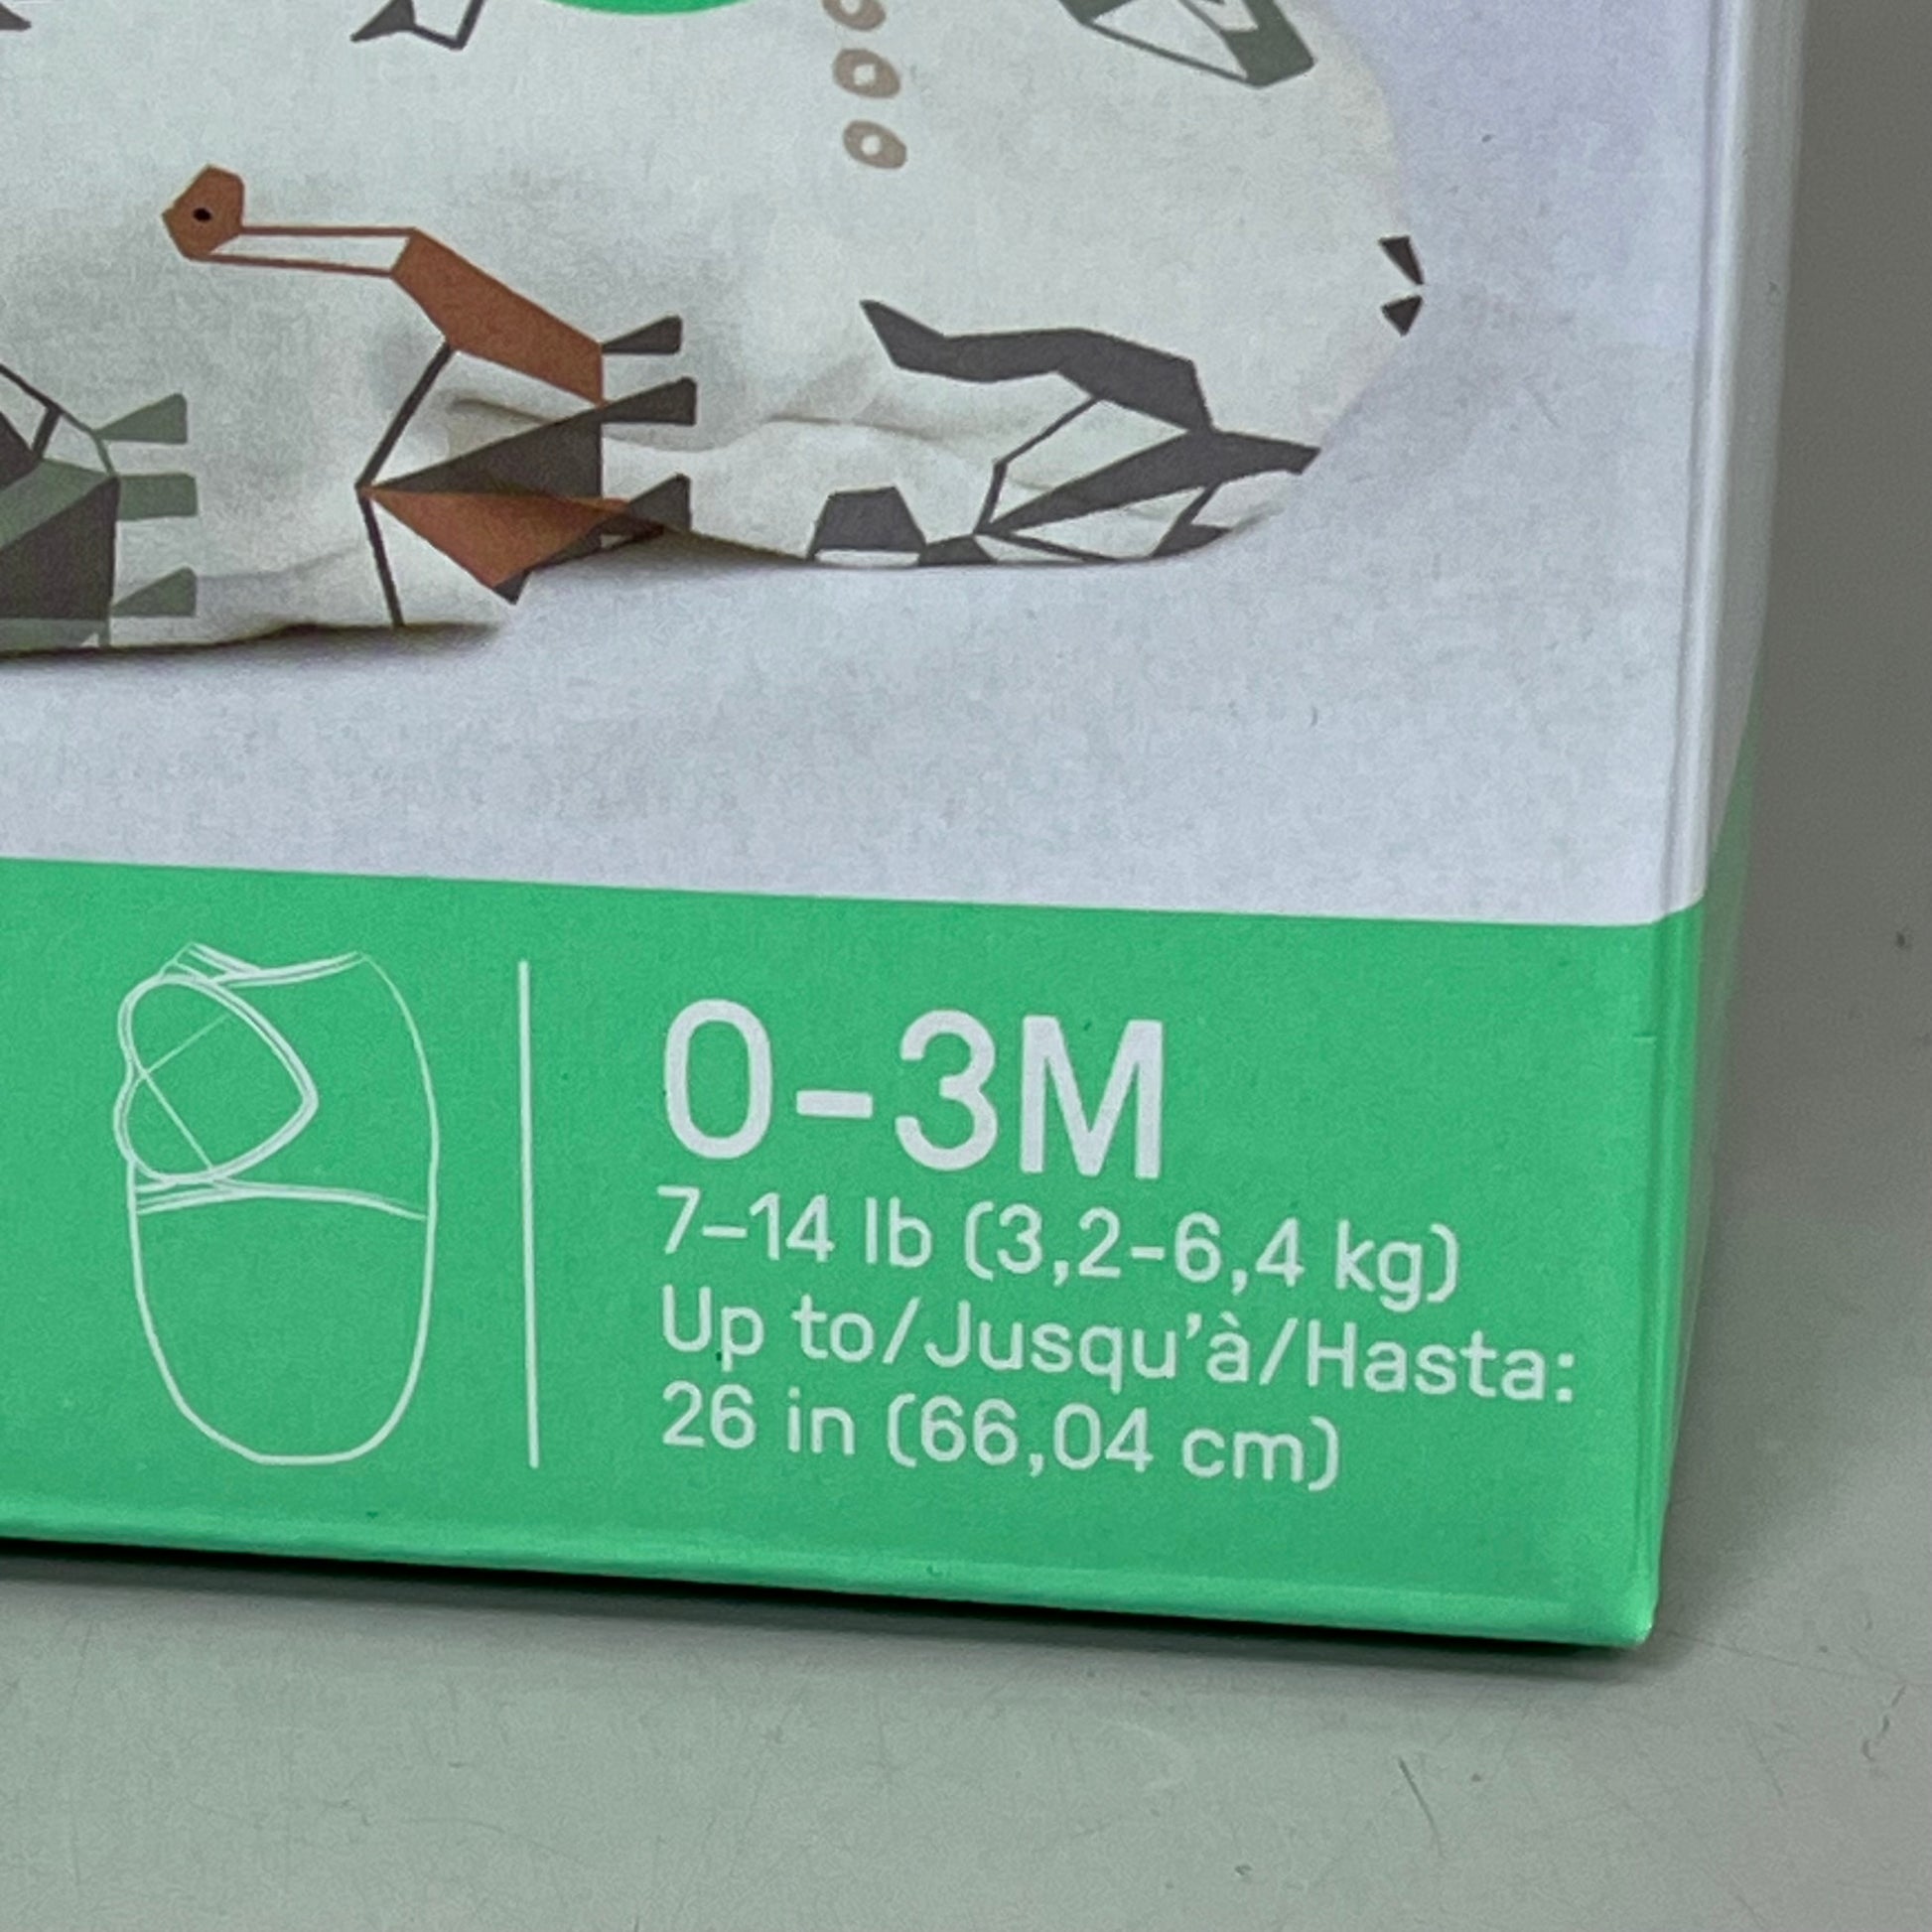 0-3M
7-14 lb (3,2-6,4 kg)
Up to/Jusqu'à/Hasta:
26 in (66,04 cm)